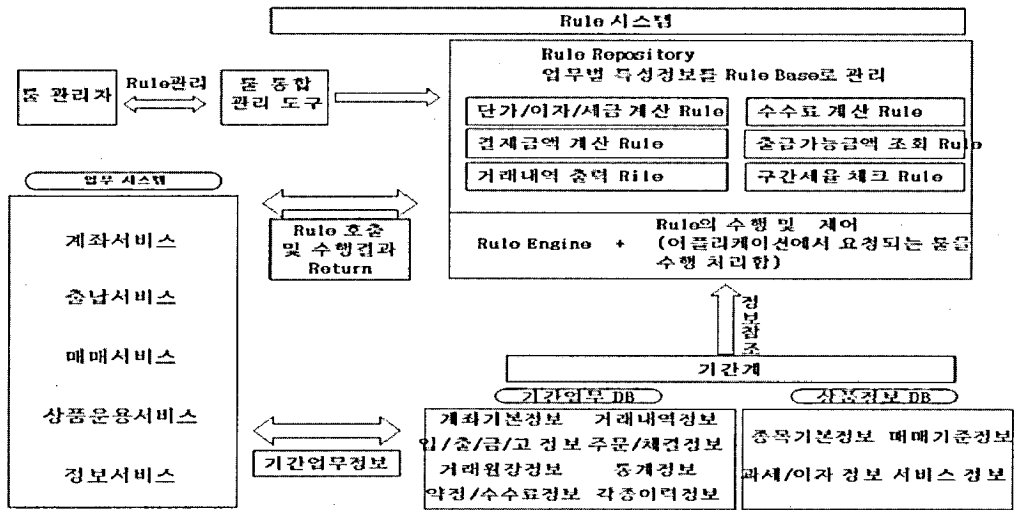 Rule 시스템
Rule Repository
업무별 특성정보를 Rule Base로 관리
룰 관리자
Rule관리
룰 통합
관리 도구
단가/이자/세금 계산 Rule
수수료 계산 Rule
결제금액 계산 Rule
출금가능금액 조회 Rule
거래내역 출력 Rile
구간세율 체크 Rule
Rule Engine +
Rule의 수행 및 제어
(어플리케이션에서 요청되는 룰을
수행 처리함)
업무 시스템
계좌서비스
출납서비스
매매서비스
상품운용서비스
정보서비스
Rule 호출
및 수행결과
Return
정보참조
기간계
기간업무 DB
상품정보 DB
기간업무정보
계좌기본정보 거래내역정보
입/출/금/고 정보 주문/체결정보
거래원장정보 통계정보
약정/수수료정보 각종이력정보
종목기본정보 매매기준정보
과세/이자 정보 서비스 정보